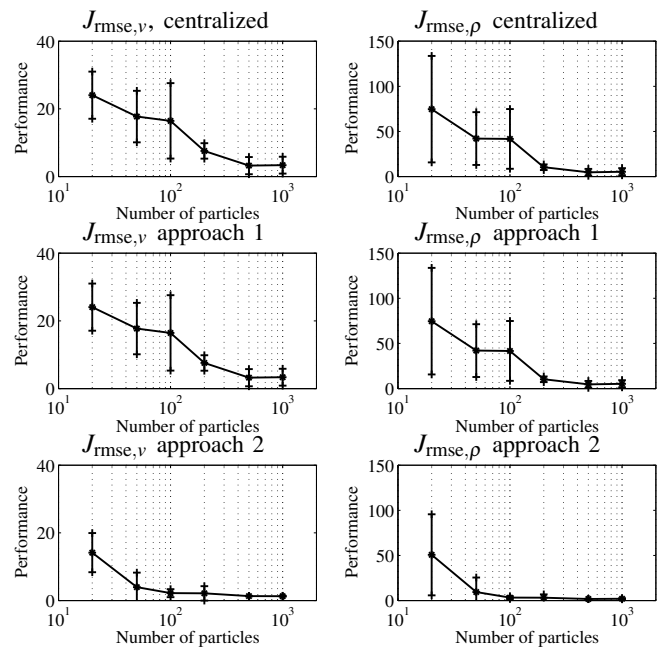 J_rmse,v, centralized
40
20
0
Performance
10^1
10^2
10^3
Number of particles
J_rmse,ρ centralized
150
100
50
0
Performance
10^1
10^2
10^3
Number of particles
J_rmse,v approach 1
40
20
0
Performance
10^1
10^2
10^3
Number of particles
J_rmse,ρ approach 1
150
100
50
0
Performance
10^1
10^2
10^3
Number of particles
J_rmse,v approach 2
40
20
0
Performance
10^1
10^2
10^3
Number of particles
J_rmse,ρ approach 2
150
100
50
0
Performance
10^1
10^2
10^3
Number of particles